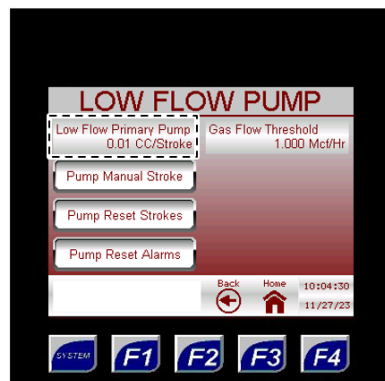 LOW FLOW PUMP
Low Flow Primary Pump
0.01 CC/Stroke
Gas Flow Threshold
1.000 Mcf/Hr
Pump Manual Stroke
Pump Reset Strokes
Pump Reset Alarms
Back
Home
10:04:30
11/27/23
SYSTEM
F1
F2
F3
F4